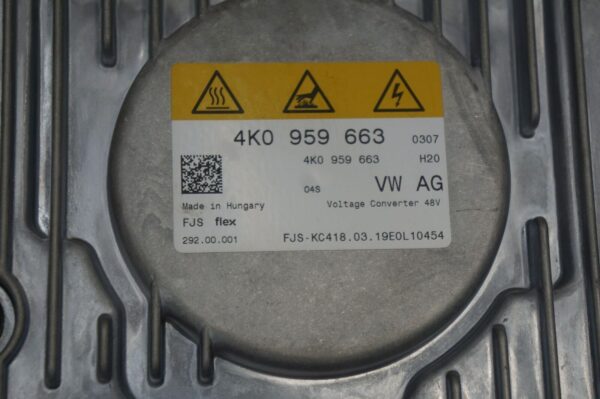 4K0 959 663 0307
4K0 959 663 H20
04S VW AG
Made in Hungary Voltage Converter 48V
FJS flex
292.00.001 FJS-KC418.03.19E0L10454